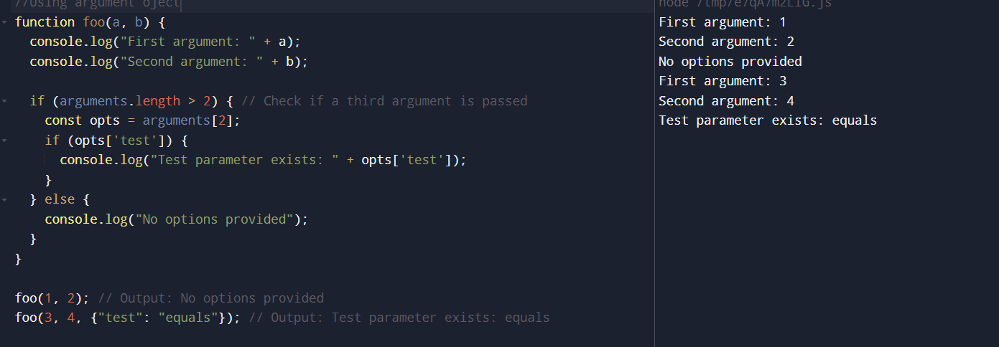 //Using argument oject
function foo(a, b) {
  console.log("First argument: " + a);
  console.log("Second argument: " + b);
  if (arguments.length > 2) { // Check if a third argument is passed
    const opts = arguments[2];
    if (opts['test']) {
      console.log("Test parameter exists: " + opts['test']);
    }
  } else {
    console.log("No options provided");
  }
}
foo(1, 2); // Output: No options provided
foo(3, 4, {"test": "equals"}); // Output: Test parameter exists: equals
node
First argument: 1
Second argument: 2
No options provided
First argument: 3
Second argument: 4
Test parameter exists: equals